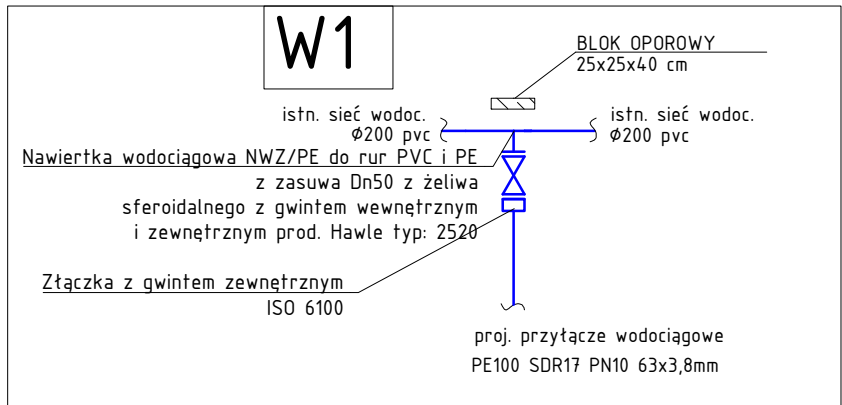 W1
BLOK OPOROWY
25x25x40 cm
istn. sieć wodoc.
Ø200 pvc
istn. sieć wodoc.
Ø200 pvc
Nawiertka wodociągowa NWZ/PE do rur PVC i PE
z zasuwa Dn50 z żeliwa
sferoidalnego z gwintem wewnętrznym
i zewnętrznym prod. Hawle typ: 2520
Złączka z gwintem zewnętrznym
ISO 6100
proj. przyłącze wodociągowe
PE100 SDR17 PN10 63x3,8mm